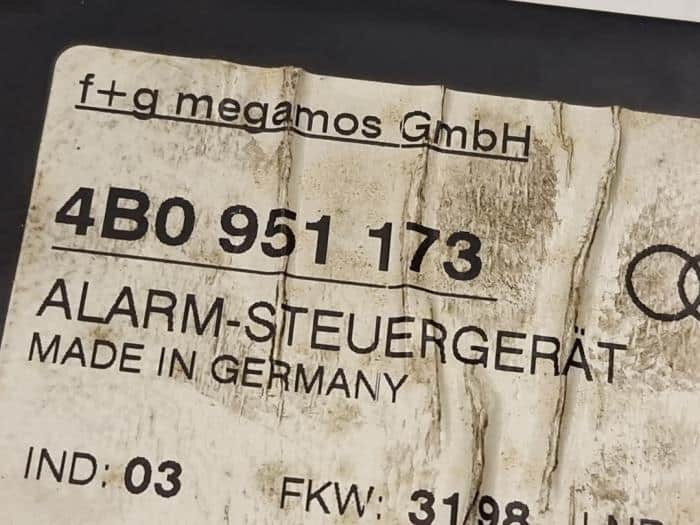 f+g megamos GmbH
4B0 951 173
ALARM-STEUERGERÄT
MADE IN GERMANY
IND: 03 FKW: 31/98